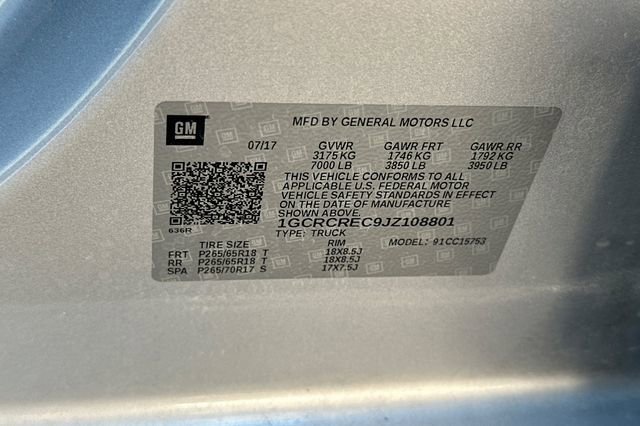 GM
MFD BY GENERAL MOTORS LLC
07/17 GVWR GAWR FRT GAWR RR
3175 KG 1746 KG 1792 KG
7000 LB 3850 LB 3950 LB
THIS VEHICLE CONFORMS TO ALL
APPLICABLE U.S. FEDERAL MOTOR
VEHICLE SAFETY STANDARDS IN EFFECT
ON THE DATE OF MANUFACTURE
SHOWN ABOVE.
636R
1GCRCREC9JZ108801
TYPE: TRUCK
TIRE SIZE RIM MODEL: 91CC15753
FRT P265/65R18 T 18X8.5J
RR P265/65R18 T 18X8.5J
SPA P265/70R17 S 17X7.5J